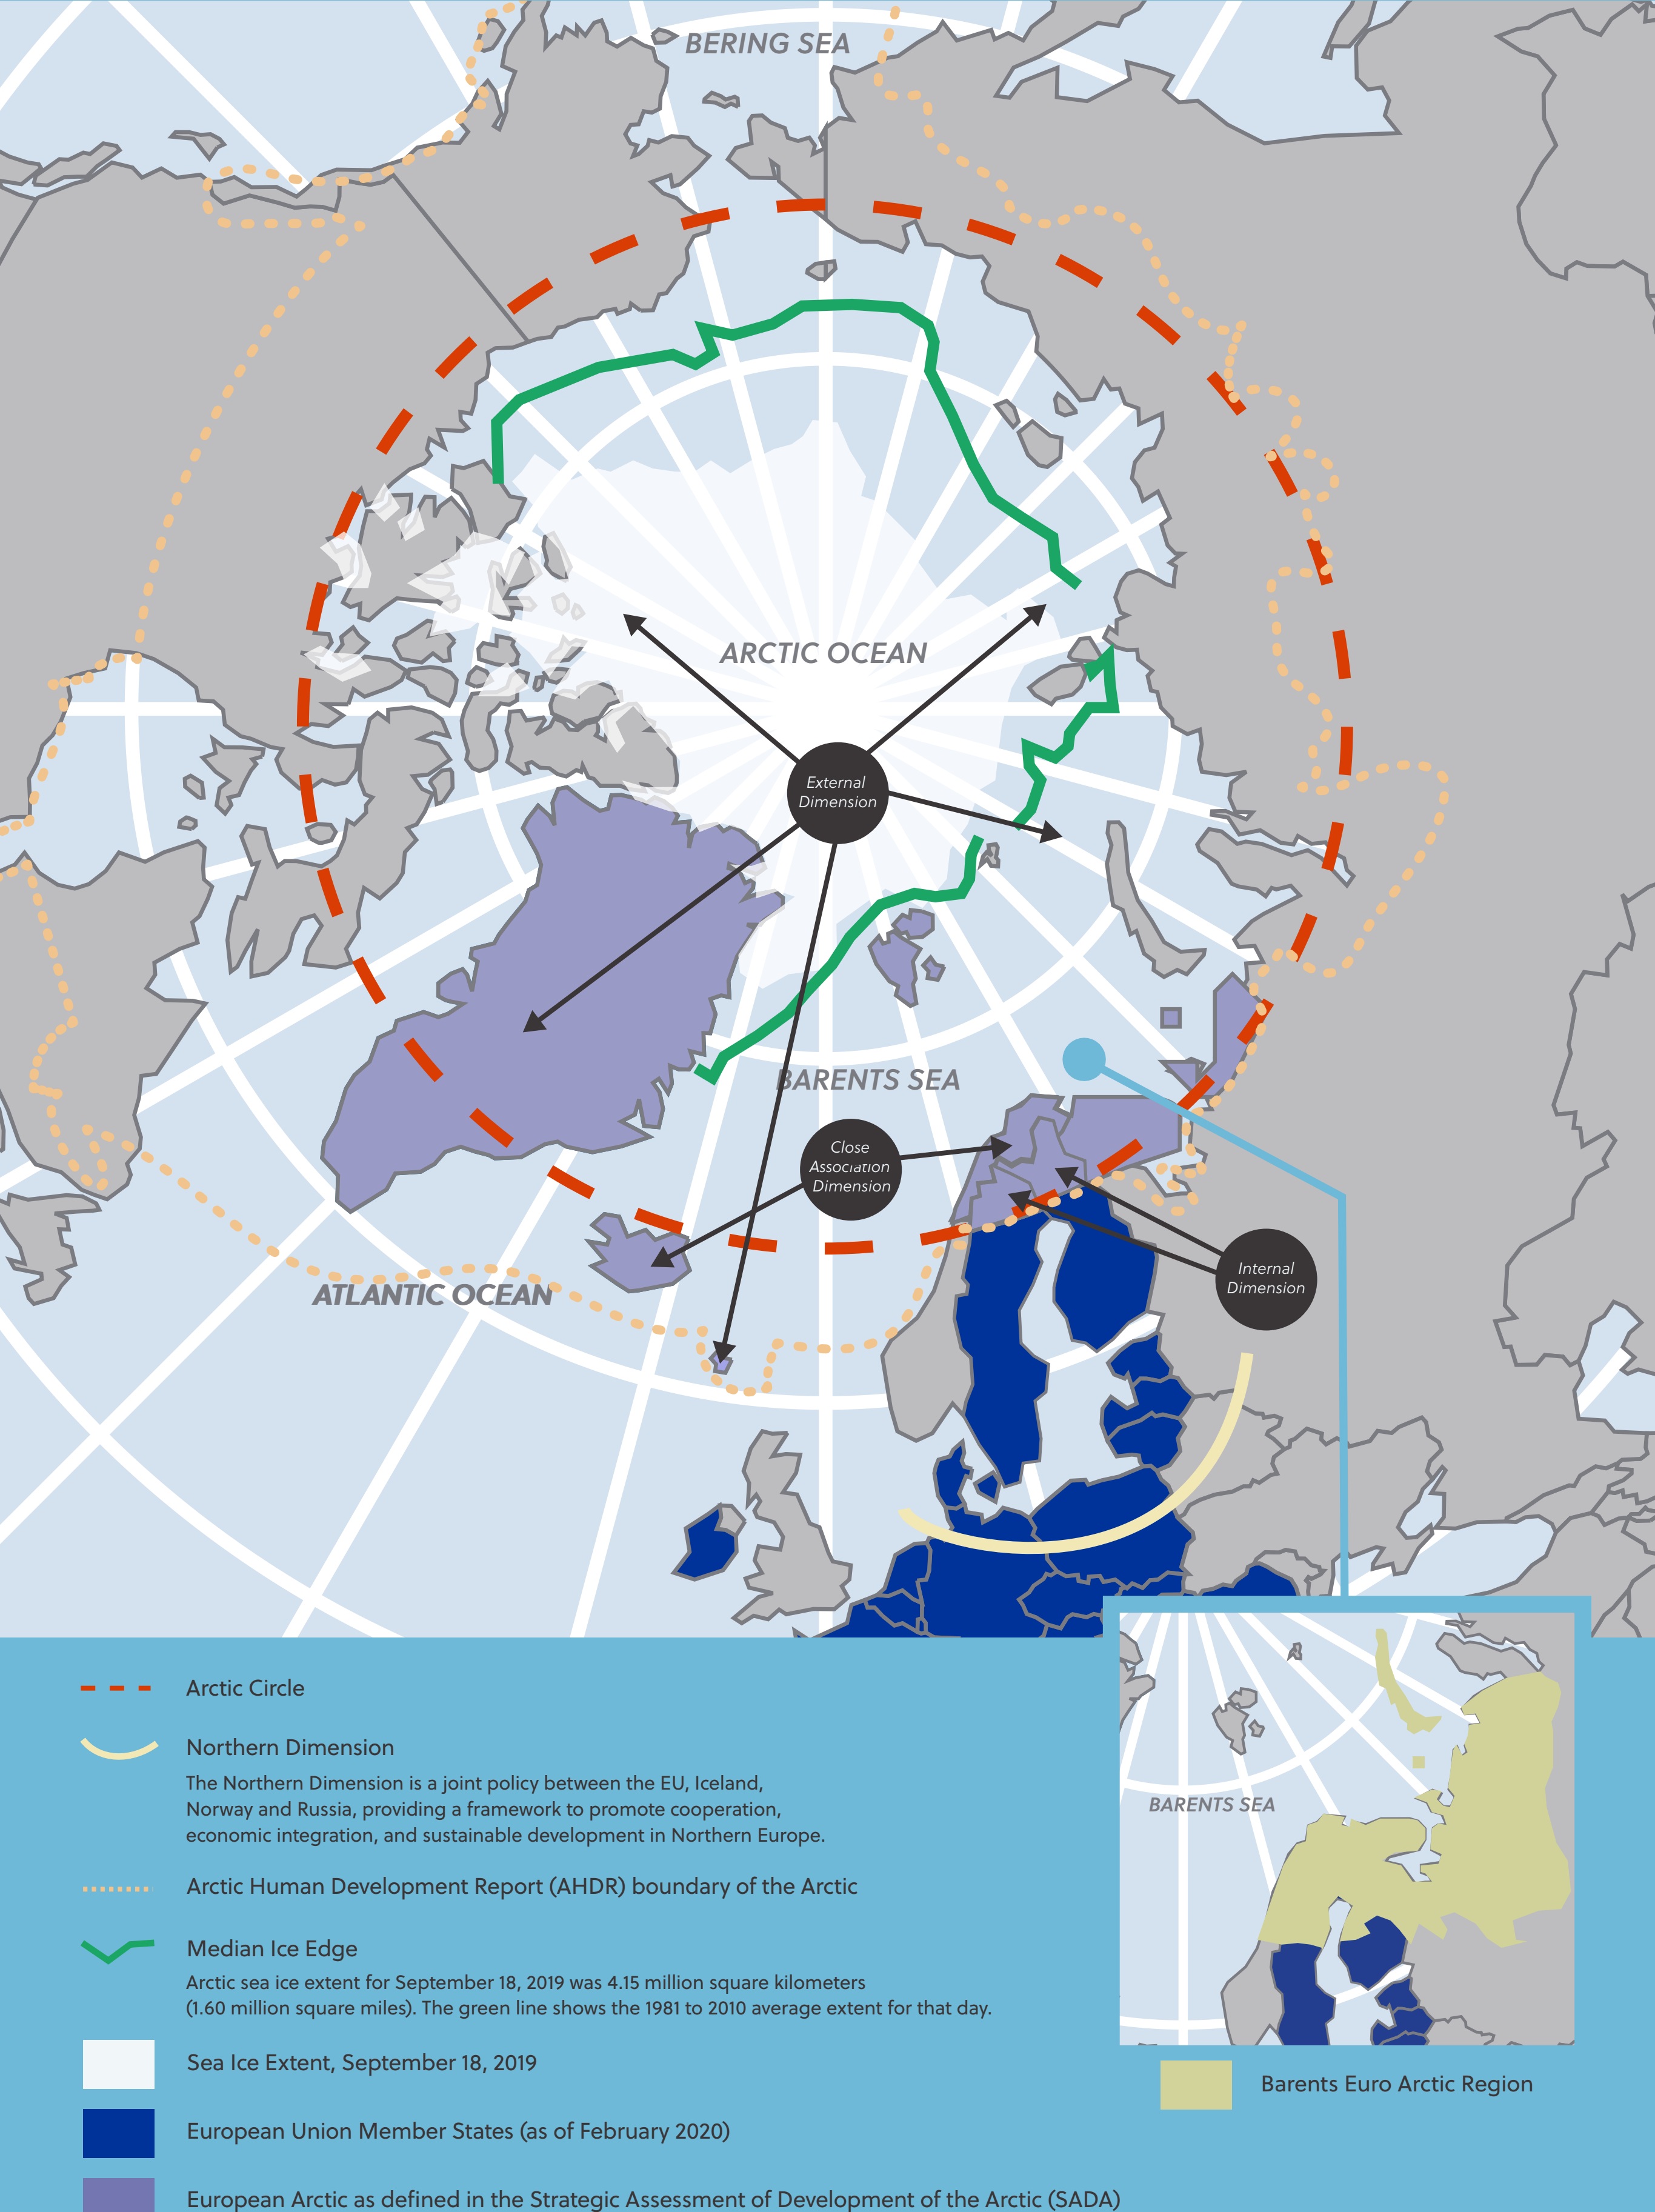 BERING SEA
ARCTIC OCEAN
External
Dimension
BARENTS SEA
Close
Association
Dimension
Internal
Dimension
ATLANTIC OCEAN
Arctic Circle
Northern Dimension
The Northern Dimension is a joint policy between the EU, Iceland,
Norway and Russia, providing a framework to promote cooperation,
economic integration, and sustainable development in Northern Europe.
Arctic Human Development Report (AHDR) boundary of the Arctic
Median Ice Edge
Arctic sea ice extent for September 18, 2019 was 4.15 million square kilometers
(1.60 million square miles). The green line shows the 1981 to 2010 average extent for that day.
Sea Ice Extent, September 18, 2019
European Union Member States (as of February 2020)
European Arctic as defined in the Strategic Assessment of Development of the Arctic (SADA)
BARENTS SEA
Barents Euro Arctic Region